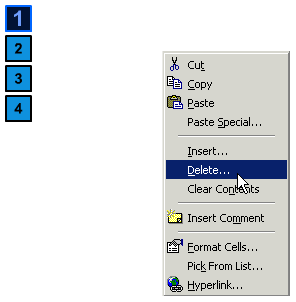 1
2
3
4
Cut
Copy
Paste
Paste Special...
Insert...
Delete...
Clear Contents
Insert Comment
Format Cells...
Pick From List...
Hyperlink...